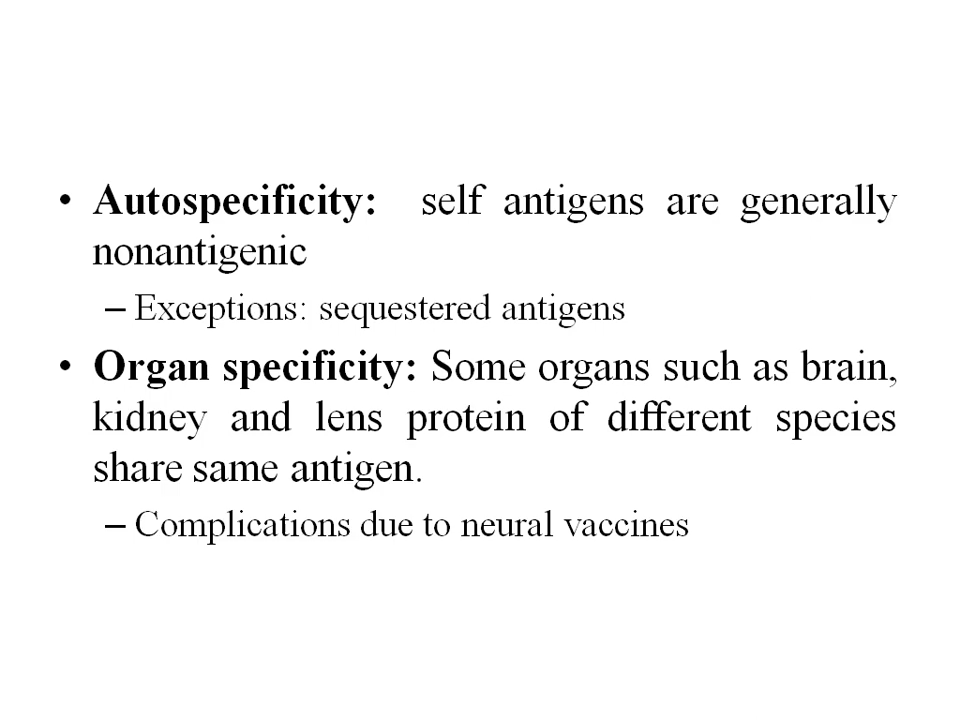 • Autospecificity: self antigens are generally
nonantigenic
– Exceptions: sequestered antigens
• Organ specificity: Some organs such as brain,
kidney and lens protein of different species
share same antigen.
– Complications due to neural vaccines